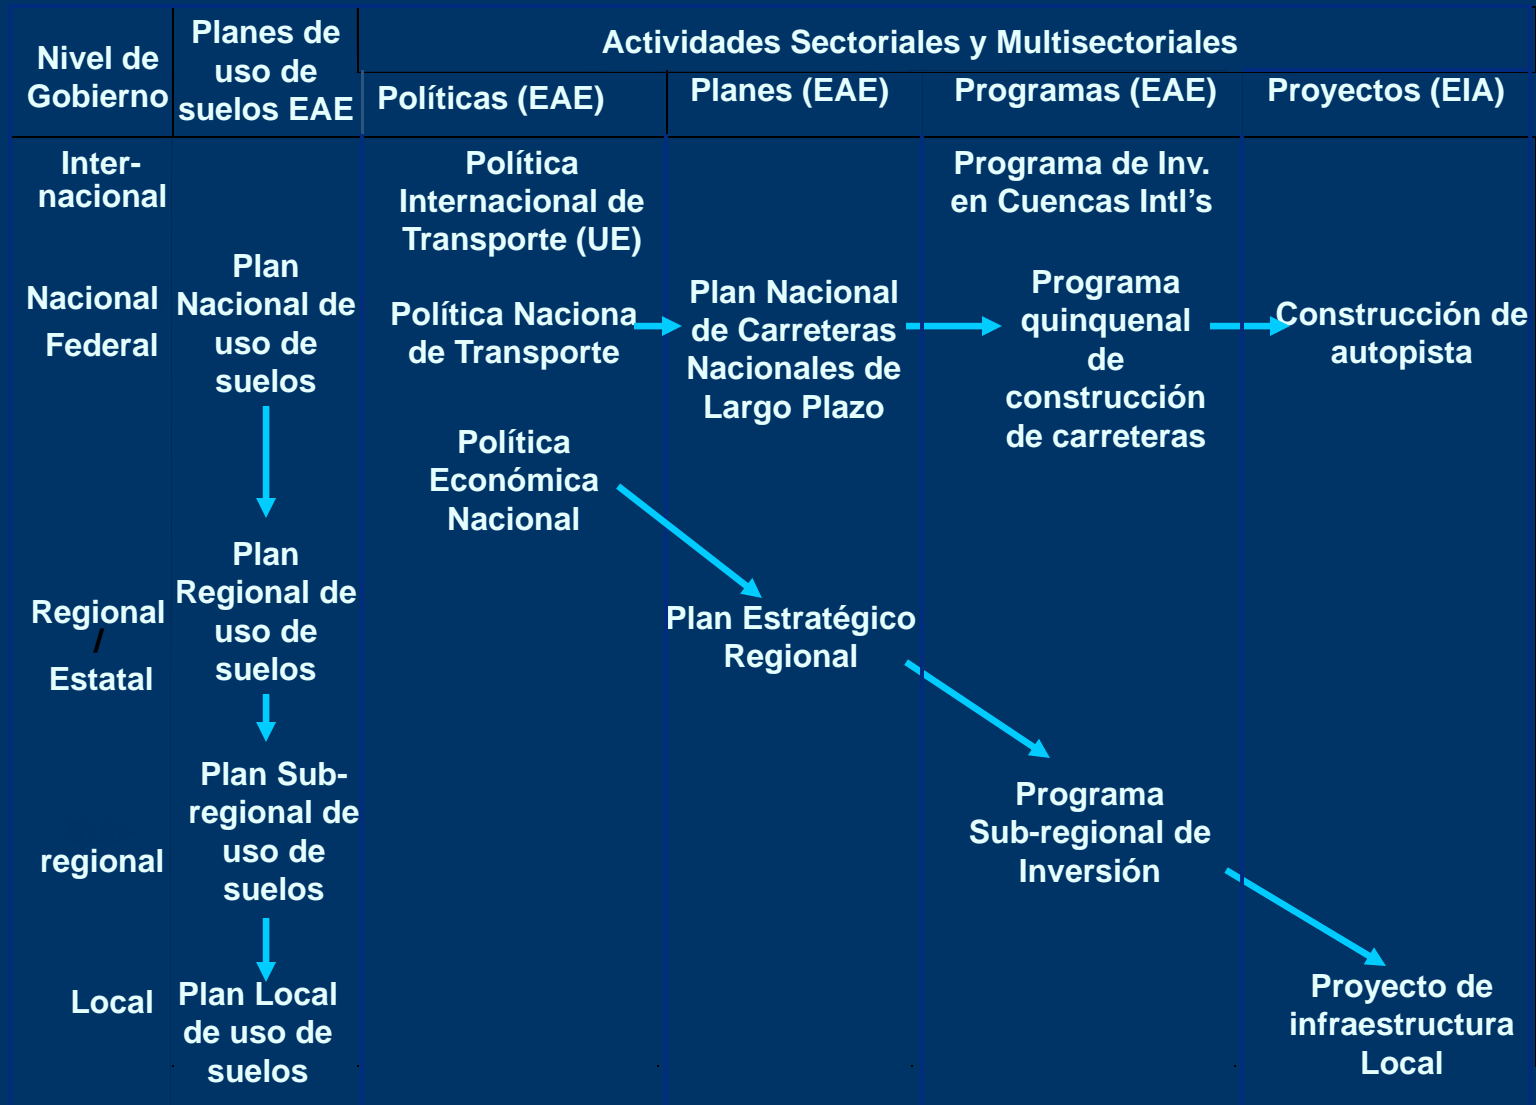 Nivel de
Gobierno
Planes de
uso de
suelos EAE
Actividades Sectoriales y Multisectoriales
Políticas (EAE)
Planes (EAE)
Programas (EAE)
Proyectos (EIA)
Inter-
nacional
Política
Internacional de
Transporte (UE)
Programa de Inv.
en Cuencas Intl’s
Nacional
Federal
Plan
Nacional de
uso de
suelos
Política Naciona
de Transporte
Plan Nacional
de Carreteras
Nacionales de
Largo Plazo
Programa
quinquenal
de
construcción
de carreteras
Construcción de
autopista
Política
Económica
Nacional
Regional
/
Estatal
Plan
Regional de
uso de
suelos
Plan Estratégico
Regional
regional
Plan Sub-
regional de
uso de
suelos
Programa
Sub-regional de
Inversión
Local
Plan Local
de uso de
suelos
Proyecto de
infraestructura
Local